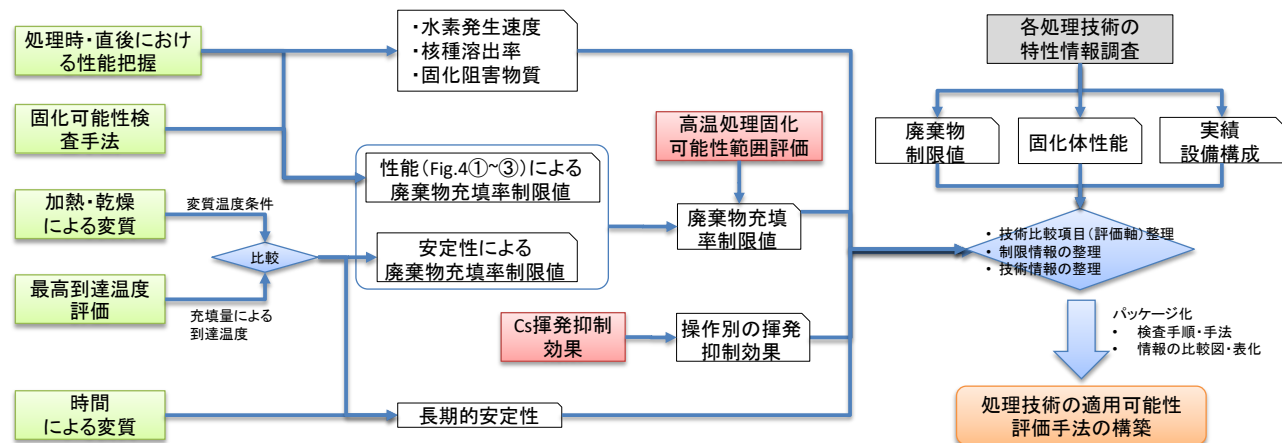 処理時・直後におけ
る性能把握
・水素発生速度
・核種溶出率
・固化阻害物質
固化可能性検
査手法
性能(Fig.4①~③)による
廃棄物充填率制限値
高温処理固化
可能性範囲評価
加熱・乾燥
による変質
変質温度条件
比較
安定性による
廃棄物充填率制限値
廃棄物充填
率制限値
最高到達温度
評価
充填量による
到達温度
Cs揮発抑制
効果
操作別の揮発
抑制効果
時間
による変質
長期的安定性
各処理技術の
特性情報調査
廃棄物
制限値
固化体性能
実績
設備構成
• 技術比較項目(評価軸)整理
• 制限情報の整理
• 技術情報の整理
パッケージ化
• 検査手順・手法
• 情報の比較図・表化
処理技術の適用可能性
評価手法の構築